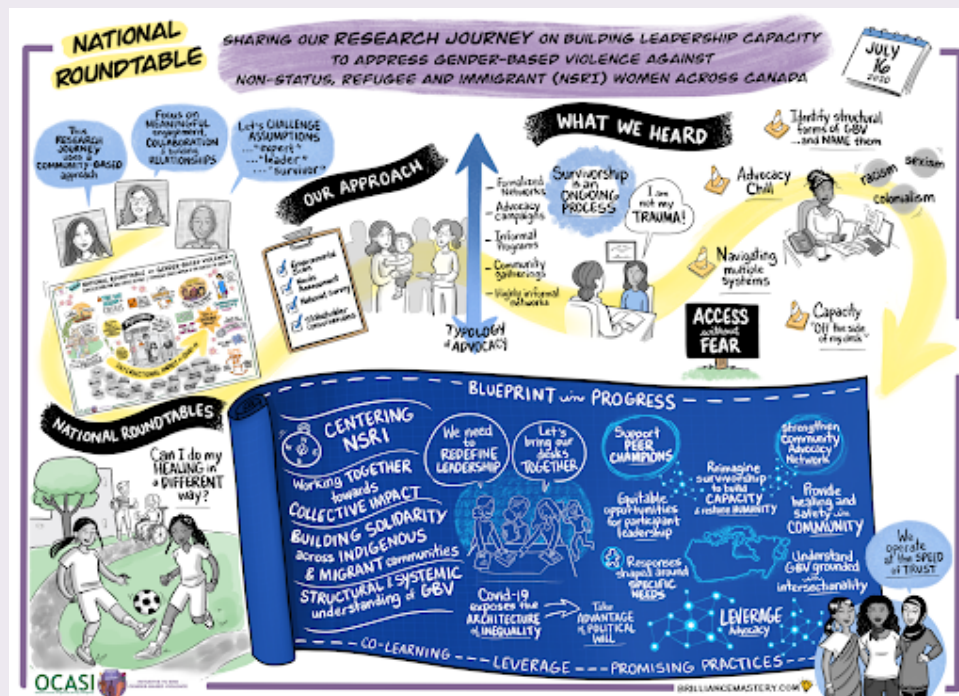 NATIONAL
ROUNDTABLE
SHARING OUR RESEARCH JOURNEY ON BUILDING LEADERSHIP CAPACITY
TO ADDRESS GENDER-BASED VIOLENCE AGAINST
NON-STATUS, REFUGEE AND IMMIGRANT (NSRI) WOMEN ACROSS CANADA
JULY
16
2020
This
RESEARCH
JOURNEY
uses a
COMMUNITY-BASED
approach
Focus on
MEANINGFUL
engagement,
COLLABORATION
& building
RELATIONSHIPS
Let's CHALLENGE
ASSUMPTIONS
..."expert"
..."leader"
..."survivor"
OUR APPROACH
Environmental
Scan
Needs
Assessment
National Survey
Stakeholder
Conversations
- Formalized
Networks
- Advocacy
campaigns
- Informal
Programs
- Community
gatherings
- Highly informal
networks
TYPOLOGY
of ADVOCACY
WHAT WE HEARD
Survivorship
is an
ONGOING
PROCESS
I am
not my
TRAUMA!
Identify structural
forms of GBV
...and NAME them
Advocacy
Chill
Navigating
multiple
systems
Capacity
"Off the side
of my desk"
racism
sexism
colonialism
ACCESS
without
FEAR
NATIONAL ROUNDTABLES
Can I do my
HEALING in
a DIFFERENT
way?
BLUEPRINT in PROGRESS
CENTERING
NSRI
Working TOGETHER
towards
COLLECTIVE IMPACT
BUILDING SOLIDARITY
across INDIGENOUS
& MIGRANT communities
STRUCTURAL & SYSTEMIC
understanding of GBV
We need
to
REDEFINE
LEADERSHIP
Let's
bring our
desks
TOGETHER
Covid-19
exposes the
ARCHITECTURE
of INEQUALITY
Take
ADVANTAGE
of POLITICAL
WILL
Support
PEER
CHAMPIONS
Equitable
opportunities
for participant
leadership
Responses
shaped around
SPECIFIC
NEEDS
Reimagine
survivorship
to build
CAPACITY
& restore HUMANITY
Strengthen
Community
Advocacy
Network
Provide
healing and
safety in
COMMUNITY
Understand
GBV grounded
with
intersectionality
LEVERAGE
Advocacy
CO-LEARNING
LEVERAGE
PROMISING PRACTICES
We
operate
at the SPEED
of TRUST
OCASI
BRILLIANCEMASTERY.COM